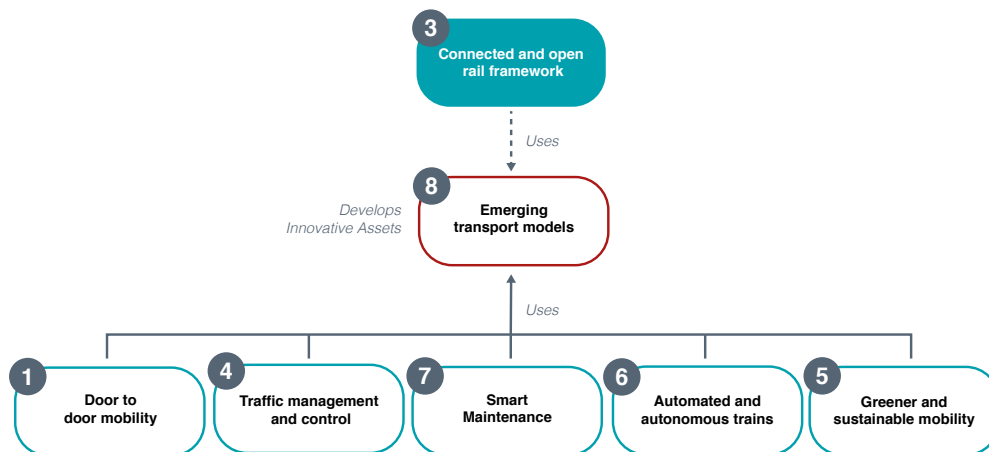 3
Connected and open
rail framework
Uses
8
Emerging
transport models
Develops
Innovative Assets
Uses
1
Door to
door mobility
4
Traffic management
and control
7
Smart
Maintenance
6
Automated and
autonomous trains
5
Greener and
sustainable mobility